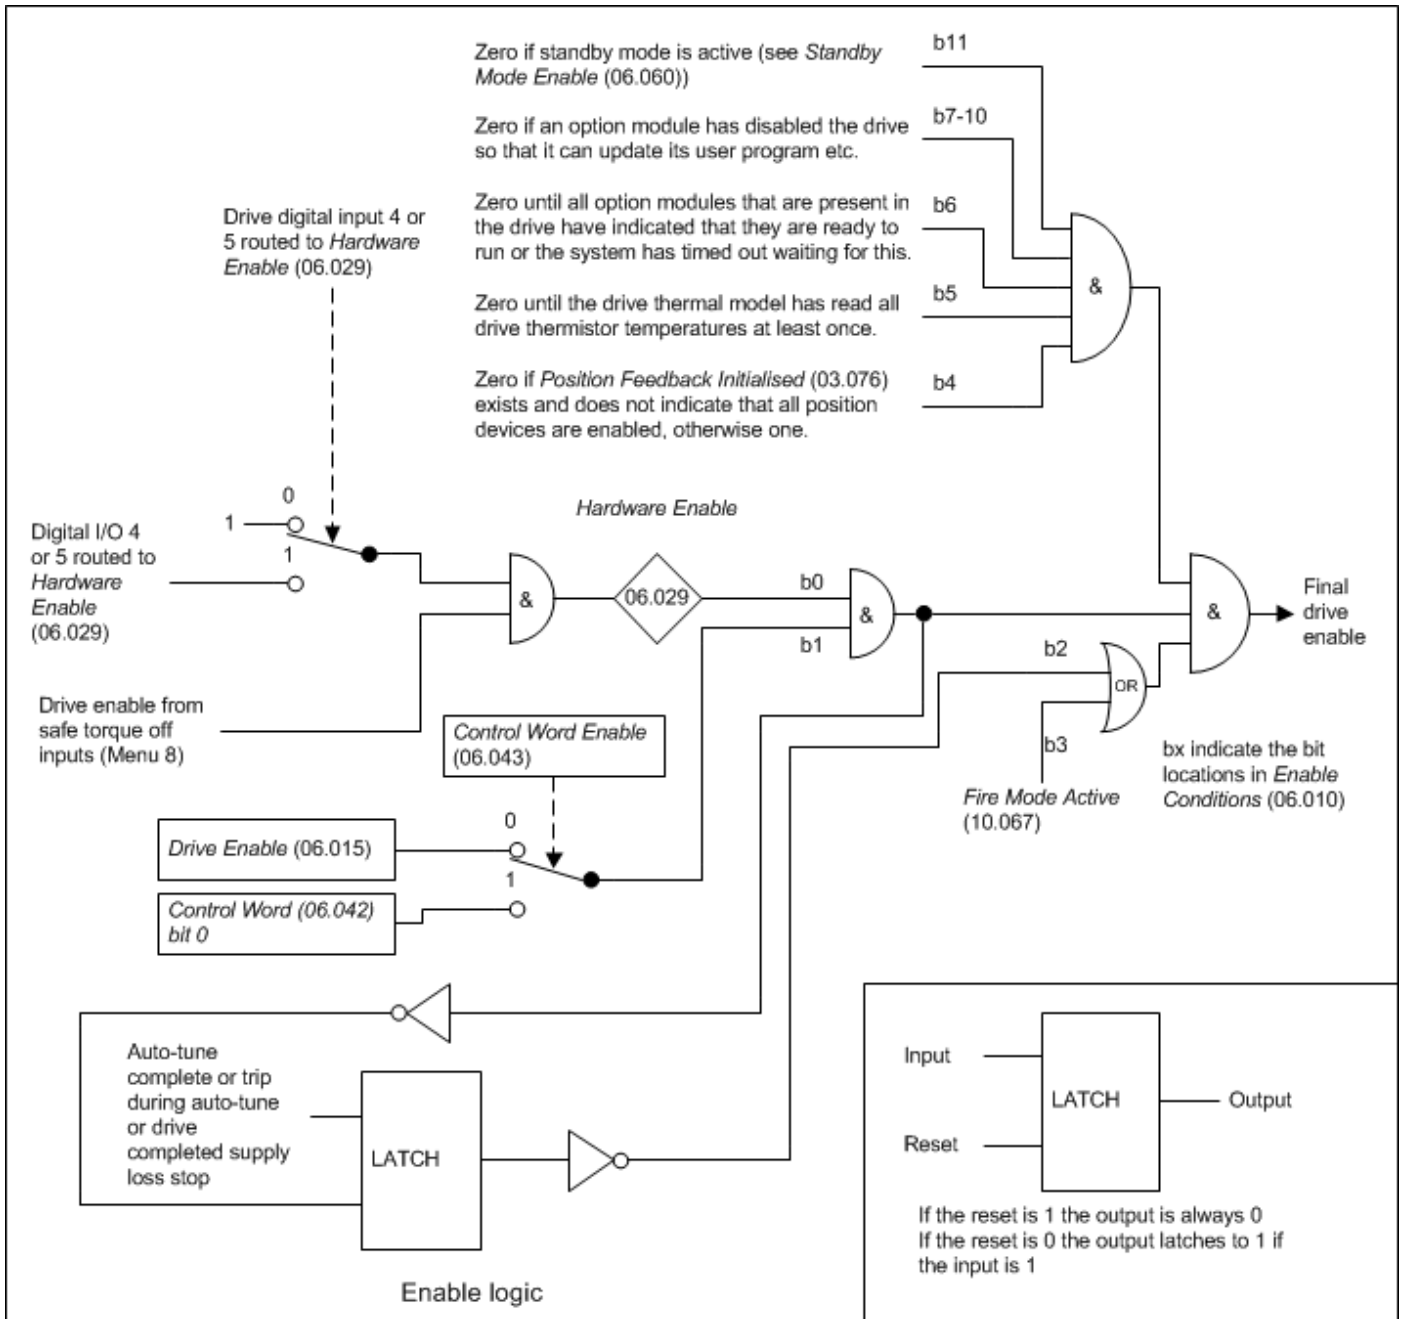 Zero if standby mode is active (see Standby
Mode Enable (06.060))
b11
Zero if an option module has disabled the drive
so that it can update its user program etc.
b7-10
Zero until all option modules that are present in
the drive have indicated that they are ready to
run or the system has timed out waiting for this.
b6
Zero until the drive thermal model has read all
drive thermistor temperatures at least once.
b5
Zero if Position Feedback Initialised (03.076)
exists and does not indicate that all position
devices are enabled, otherwise one.
b4
&
Drive digital input 4 or
5 routed to Hardware
Enable (06.029)
0
1
1
Digital I/O 4
or 5 routed to
Hardware
Enable
(06.029)
Drive enable from
safe torque off
inputs (Menu 8)
&
Hardware Enable
06.029
b0
b1
&
&
Final
drive
enable
b2
OR
b3
Fire Mode Active
(10.067)
bx indicate the bit
locations in Enable
Conditions (06.010)
Control Word Enable
(06.043)
0
1
Drive Enable (06.015)
Control Word (06.042)
bit 0
Auto-tune
complete or trip
during auto-tune
or drive
completed supply
loss stop
LATCH
Enable logic
Input
Reset
LATCH
Output
If the reset is 1 the output is always 0
If the reset is 0 the output latches to 1 if
the input is 1